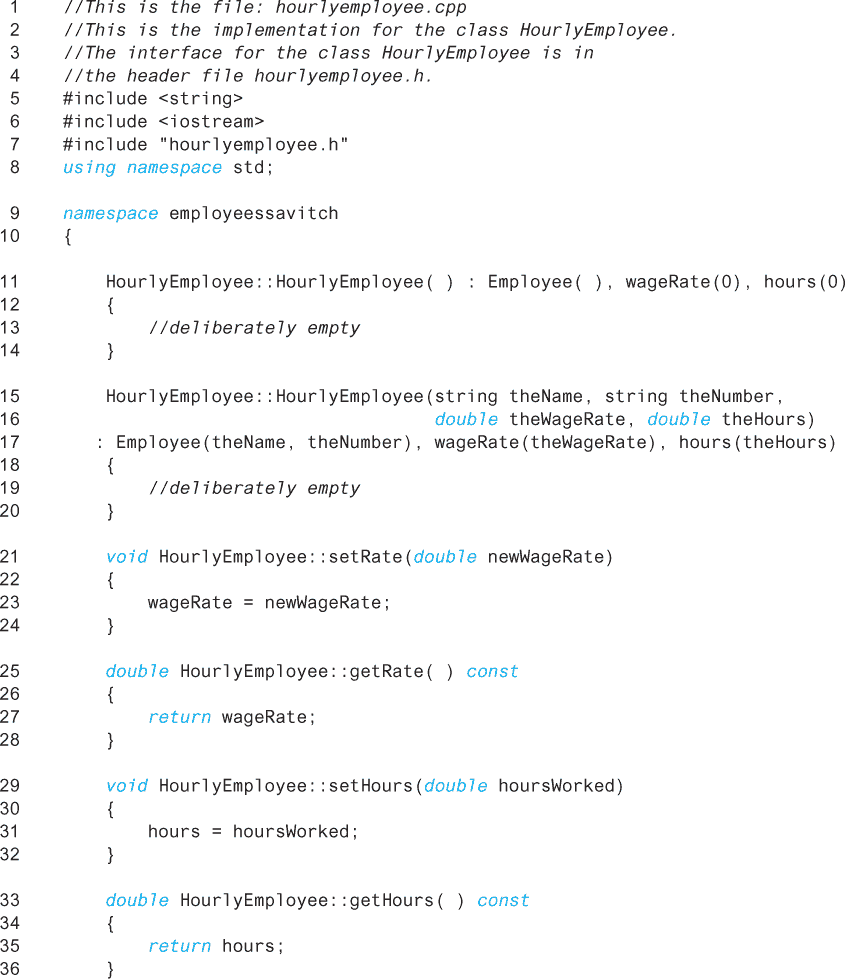 1 //This is the file: hourlyemployee.cpp
2 //This is the implementation for the class HourlyEmployee.
3 //The interface for the class HourlyEmployee is in
4 //the header file hourlyemployee.h.
5 #include <string>
6 #include <iostream>
7 #include "hourlyemployee.h"
8 using namespace std;
9 namespace employeessavitch
10 {
11 HourlyEmployee::HourlyEmployee( ) : Employee( ), wageRate(0), hours(0)
12 {
13 //deliberately empty
14 }
15 HourlyEmployee::HourlyEmployee(string theName, string theNumber,
16 double theWageRate, double theHours)
17 : Employee(theName, theNumber), wageRate(theWageRate), hours(theHours)
18 {
19 //deliberately empty
20 }
21 void HourlyEmployee::setRate(double newWageRate)
22 {
23 wageRate = newWageRate;
24 }
25 double HourlyEmployee::getRate( ) const
26 {
27 return wageRate;
28 }
29 void HourlyEmployee::setHours(double hoursWorked)
30 {
31 hours = hoursWorked;
32 }
33 double HourlyEmployee::getHours( ) const
34 {
35 return hours;
36 }